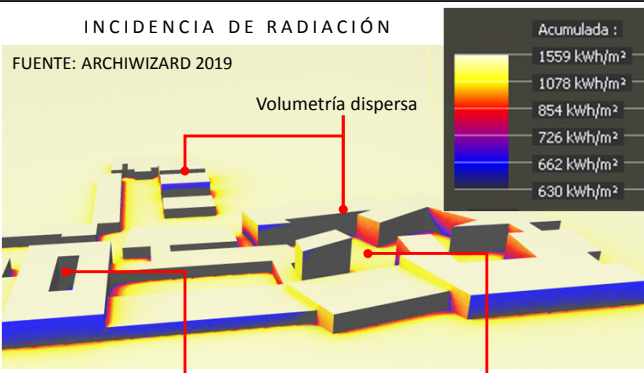 INCIDENCIA DE RADIACIÓN
FUENTE: ARCHIWIZARD 2019
Volumetría dispersa
Acumulada :
1559 kWh/m²
1078 kWh/m²
854 kWh/m²
726 kWh/m²
662 kWh/m²
630 kWh/m²